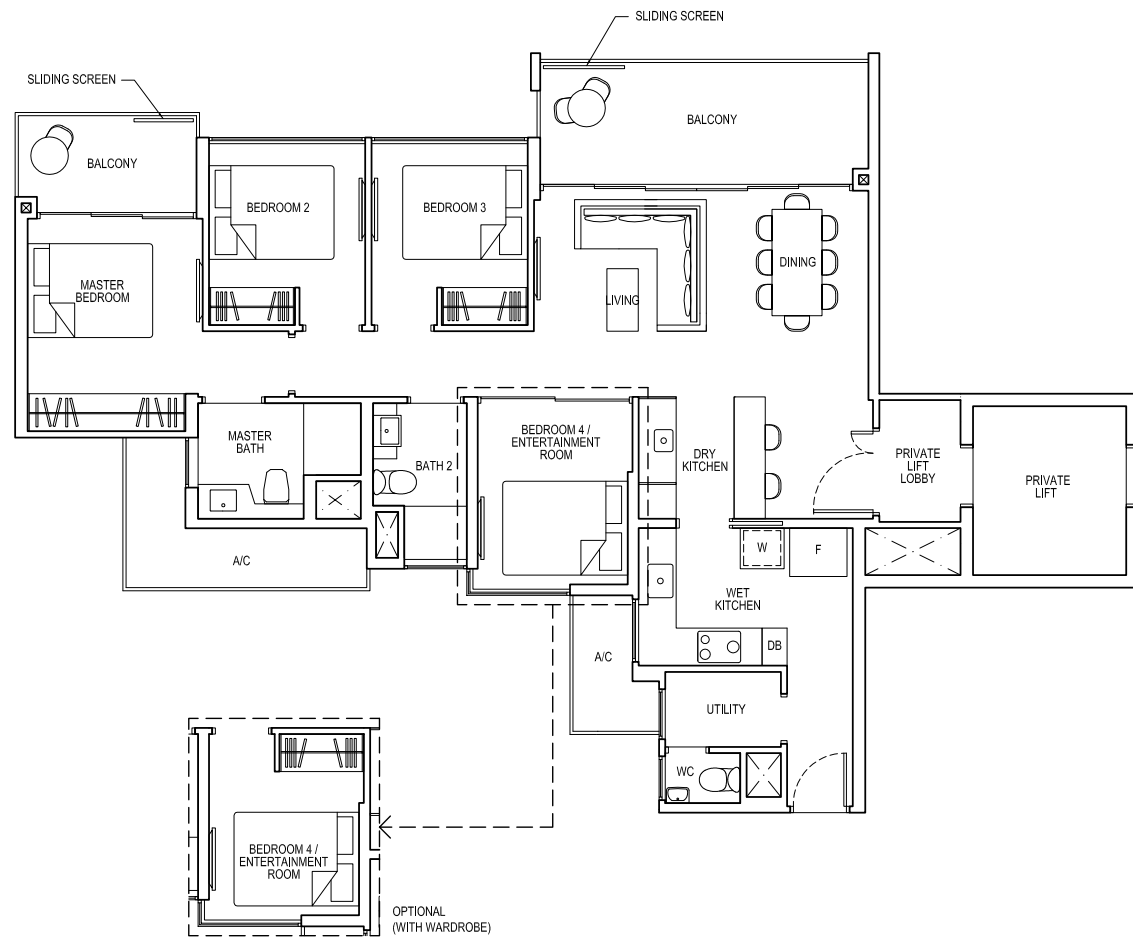 SLIDING SCREEN
SLIDING SCREEN
BALCONY
BALCONY
BEDROOM 2
BEDROOM 3
MASTER
BEDROOM
LIVING
DINING
MASTER
BATH
BATH 2
BEDROOM 4 /
ENTERTAINMENT
ROOM
DRY
KITCHEN
PRIVATE
LIFT
LOBBY
PRIVATE
LIFT
A/C
W
F
WET
KITCHEN
DB
A/C
UTILITY
WC
BEDROOM 4 /
ENTERTAINMENT
ROOM
OPTIONAL
(WITH WARDROBE)